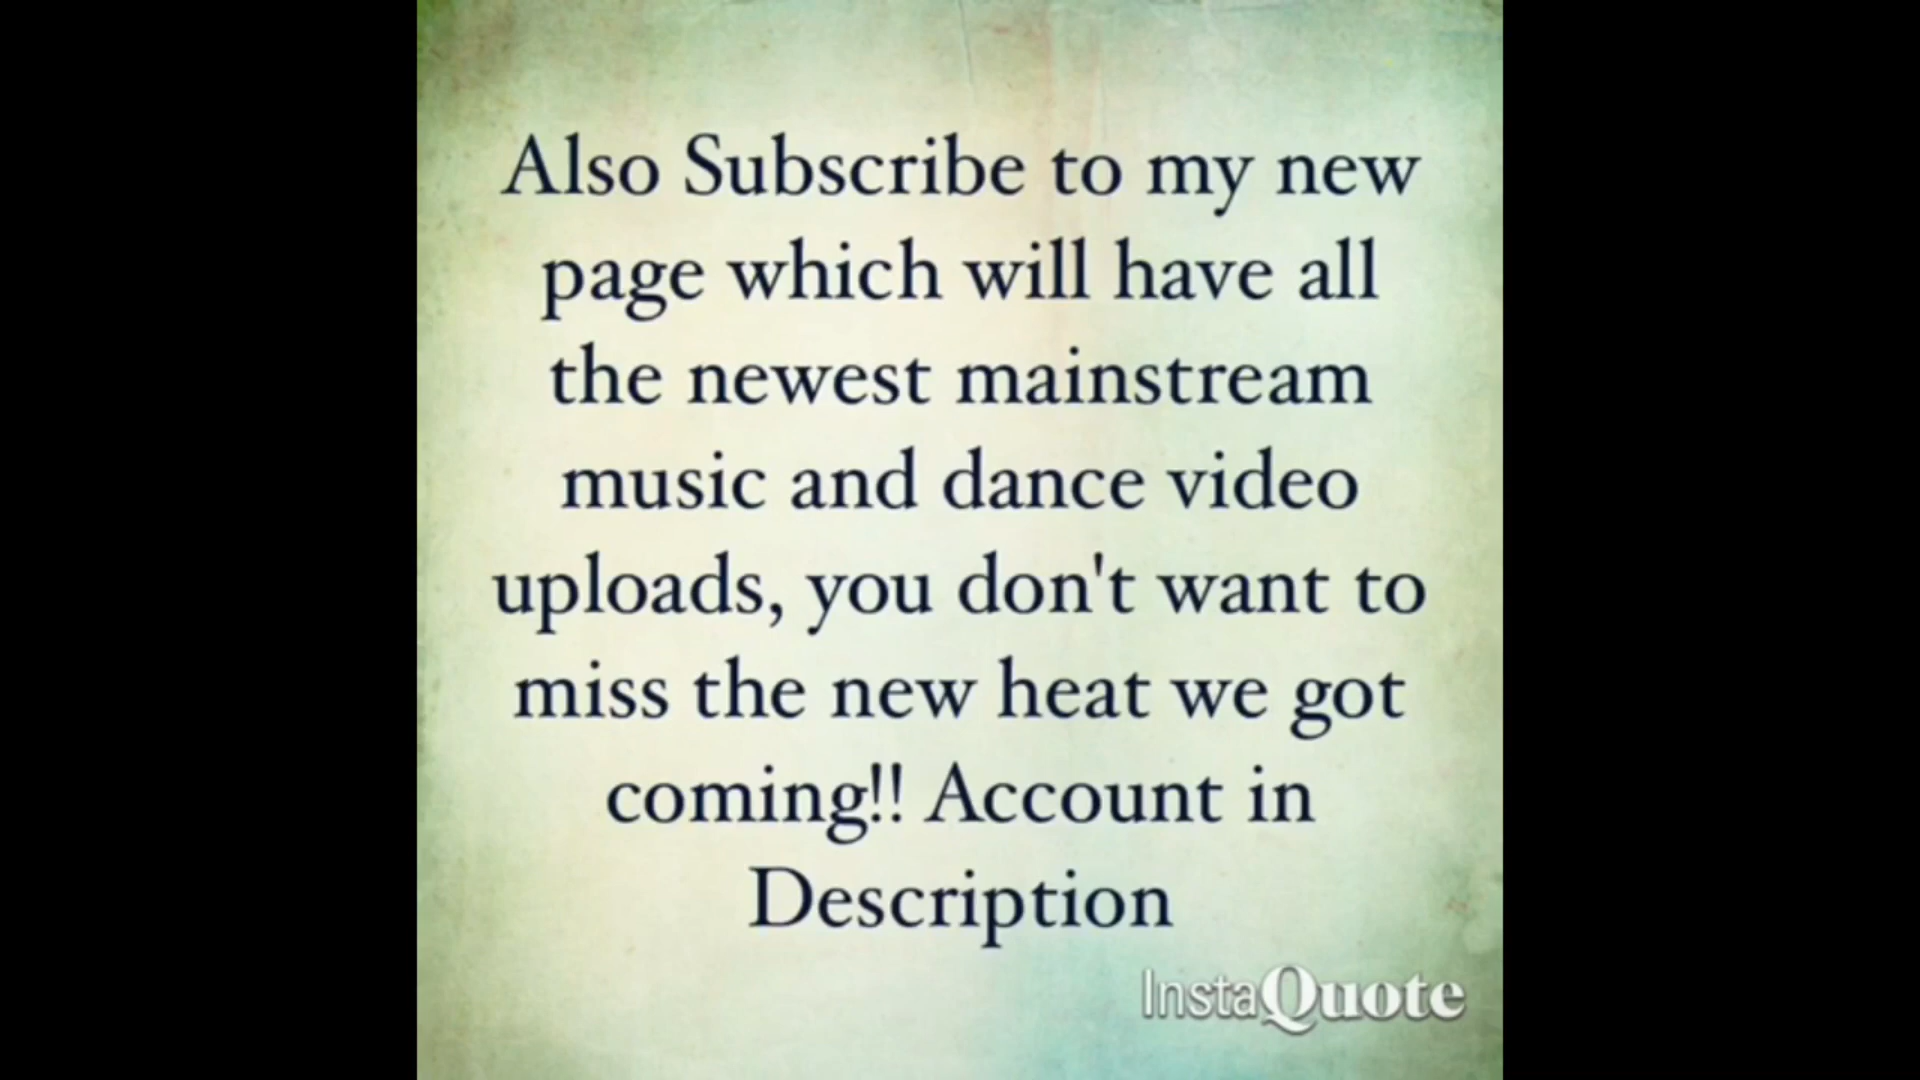 Also Subscribe to my new
page which will have all
the newest mainstream
music and dance video
uploads, you don't want to
miss the new heat we got
coming!! Account in
Description
InstaQuote